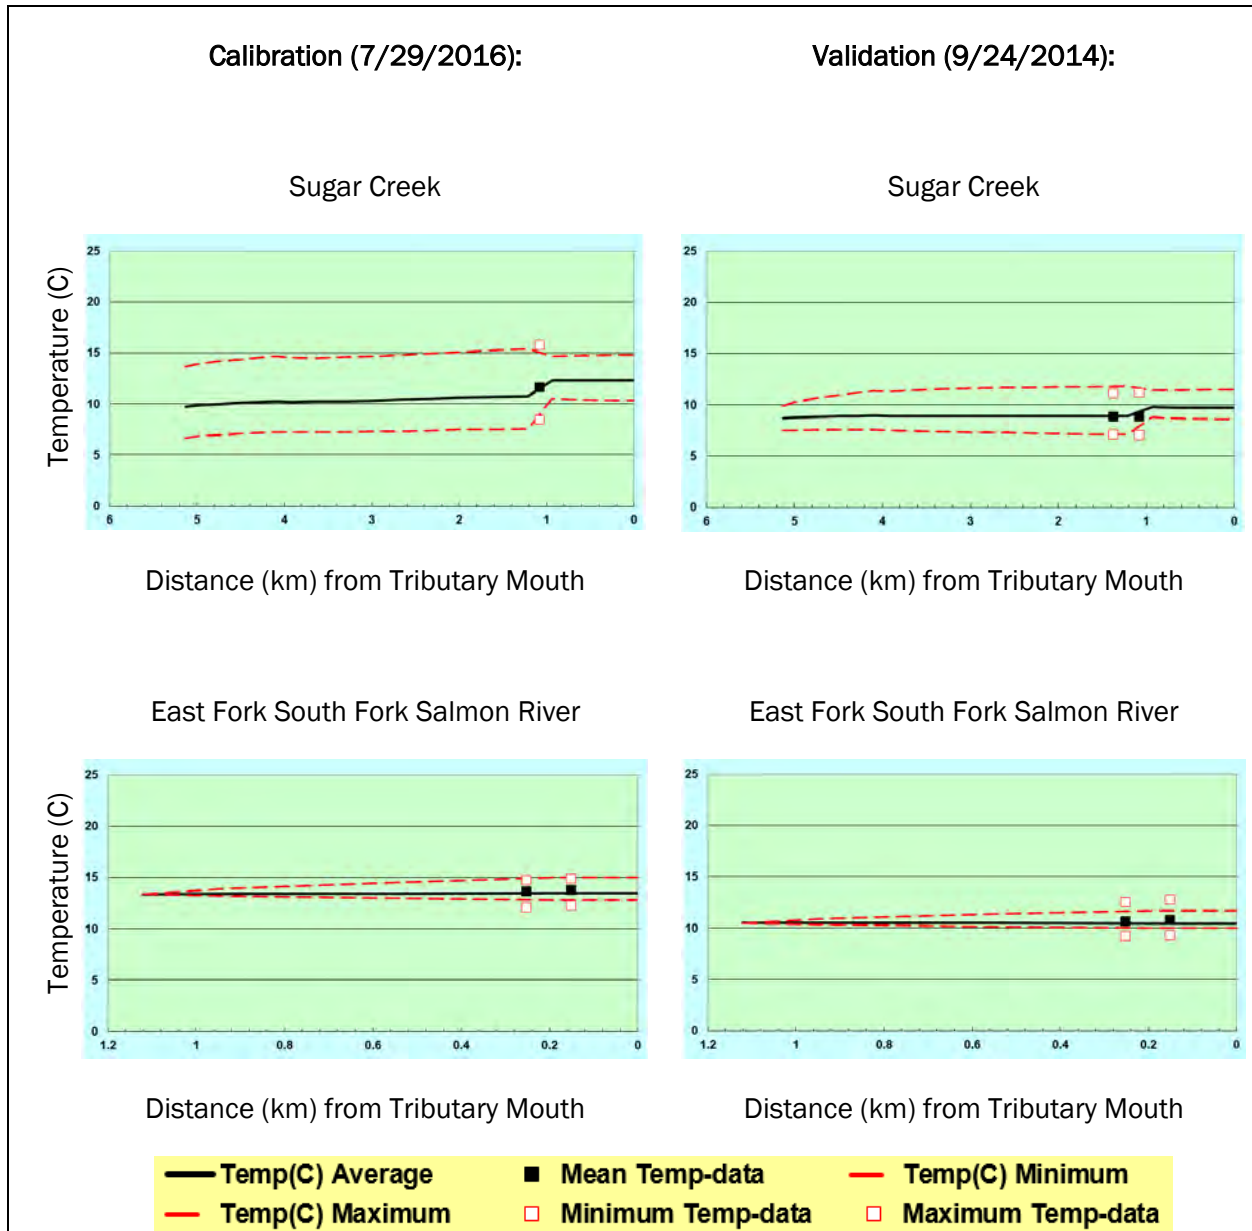 Calibration (7/29/2016):
Validation (9/24/2014):
Sugar Creek
Sugar Creek
Temperature (C)
25
20
15
10
5
0
6 5 4 3 2 1 0
25
20
15
10
5
0
6 5 4 3 2 1 0
Distance (km) from Tributary Mouth
Distance (km) from Tributary Mouth
East Fork South Fork Salmon River
East Fork South Fork Salmon River
Temperature (C)
25
20
15
10
5
0
1.2 1 0.8 0.6 0.4 0.2 0
25
20
15
10
5
0
1.2 1 0.8 0.6 0.4 0.2 0
Distance (km) from Tributary Mouth
Distance (km) from Tributary Mouth
Temp(C) Average
Mean Temp-data
Temp(C) Minimum
Temp(C) Maximum
Minimum Temp-data
Maximum Temp-data